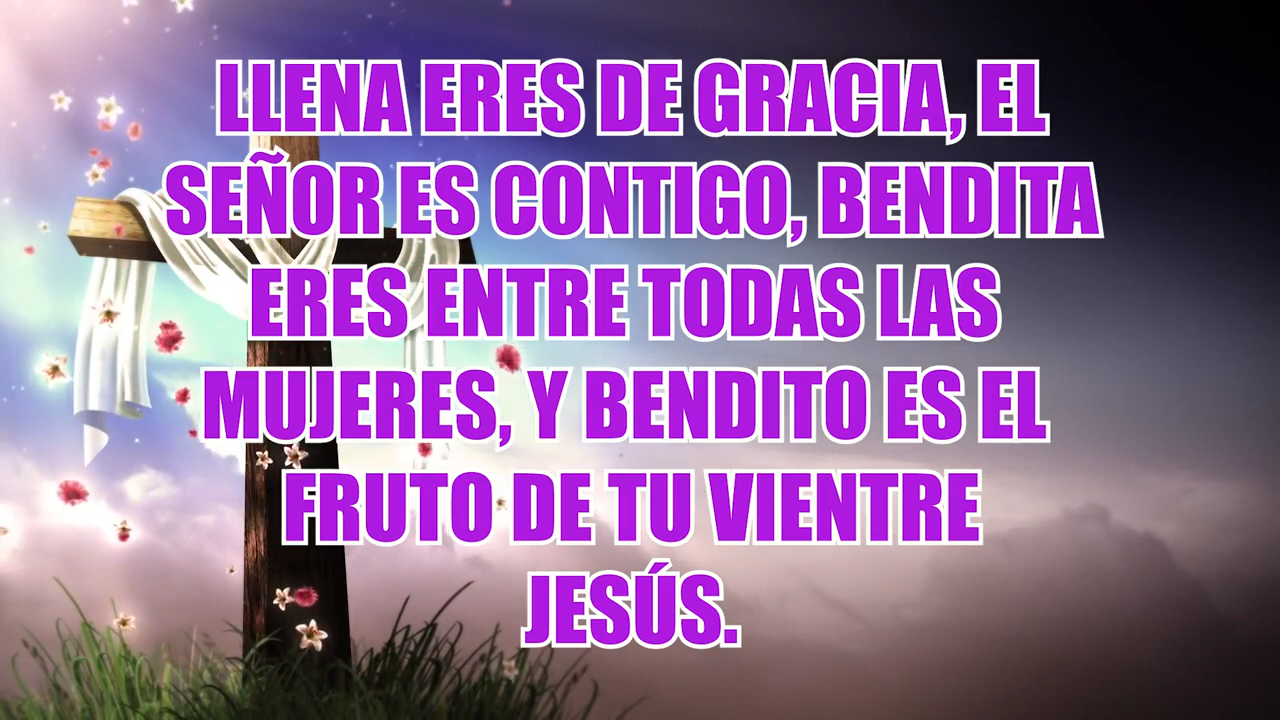 LLENA ERES DE GRACIA, EL
SEÑOR ES CONTIGO, BENDITA
ERES ENTRE TODAS LAS
MUJERES, Y BENDITO ES EL
FRUTO DE TU VIENTRE
JESÚS.